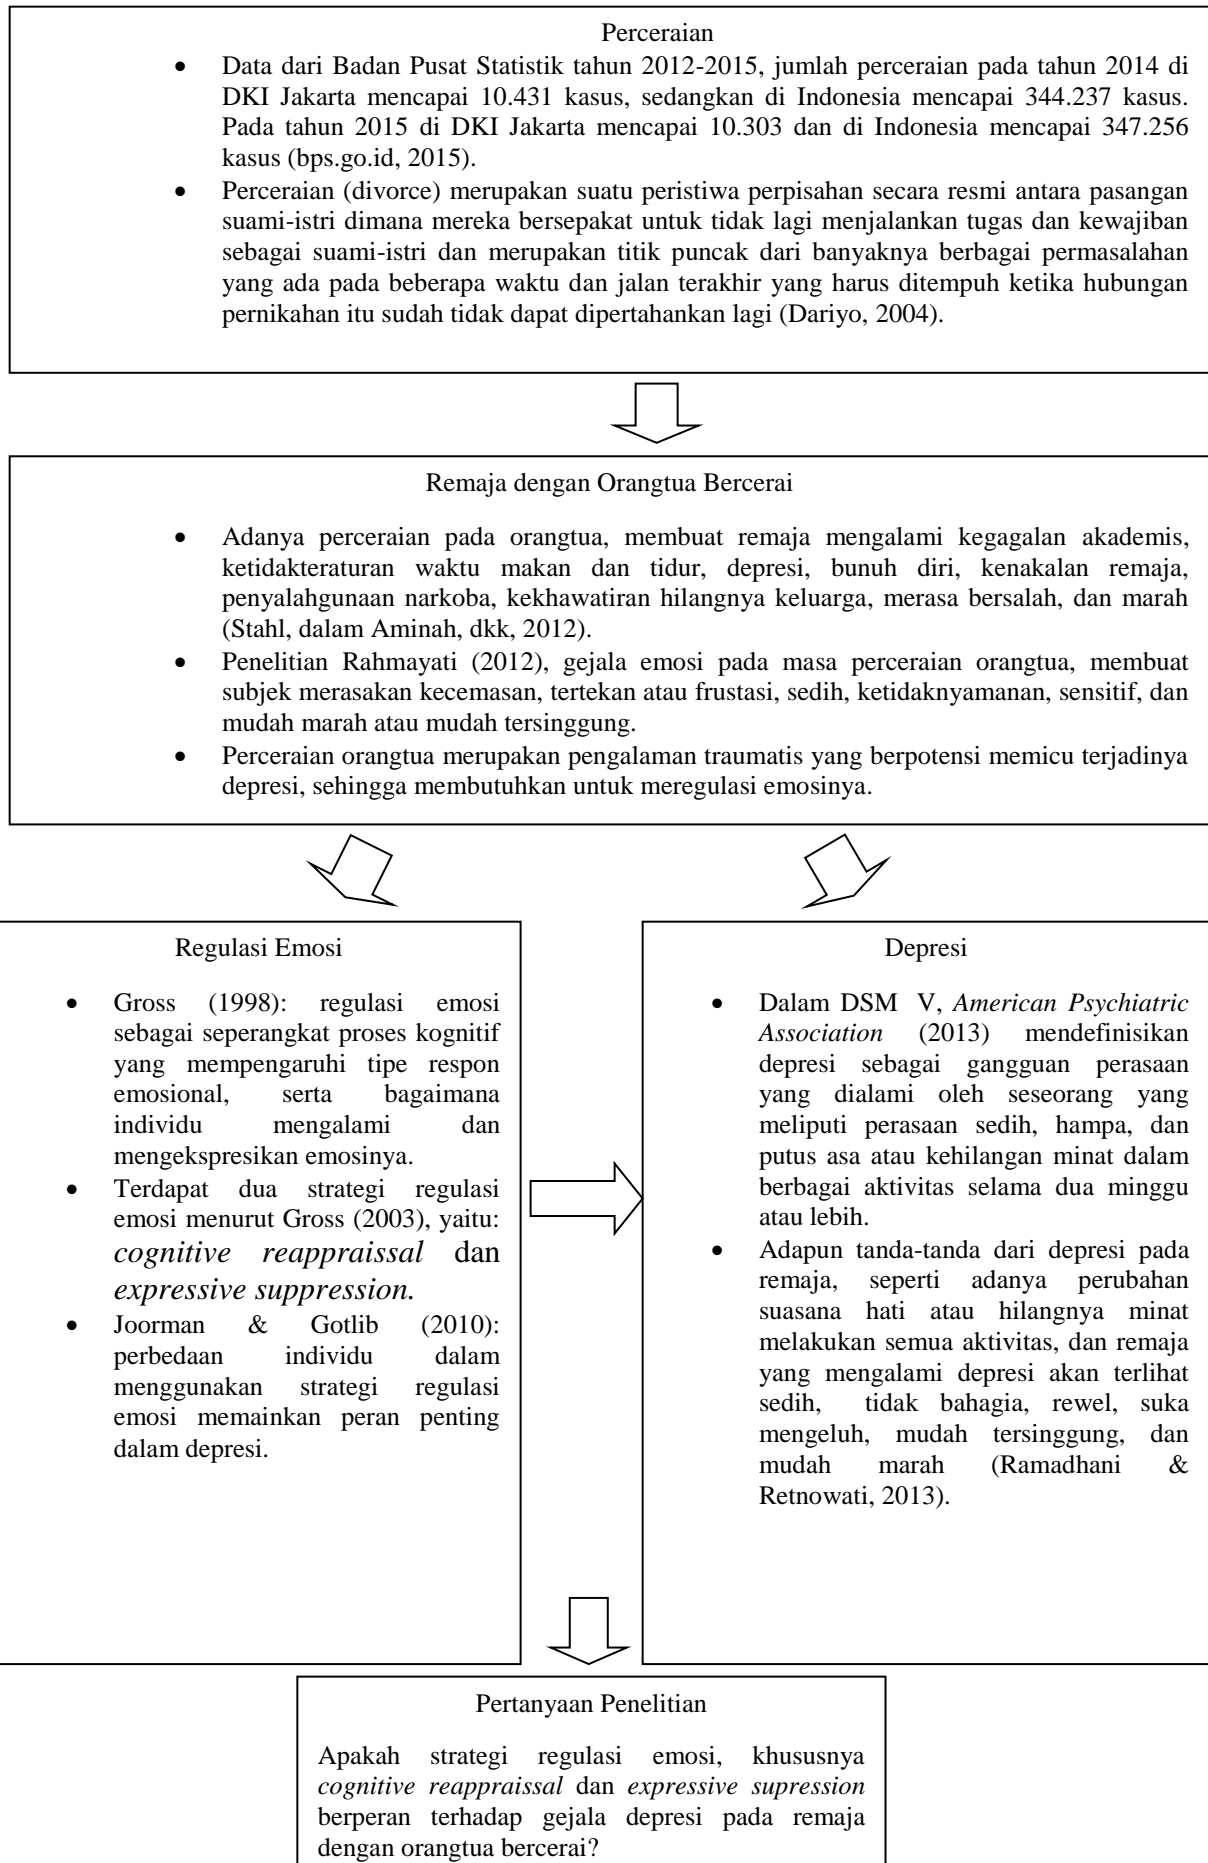 Perceraian
• Data dari Badan Pusat Statistik tahun 2012-2015, jumlah perceraian pada tahun 2014 di
DKI Jakarta mencapai 10.431 kasus, sedangkan di Indonesia mencapai 344.237 kasus.
Pada tahun 2015 di DKI Jakarta mencapai 10.303 dan di Indonesia mencapai 347.256
kasus (bps.go.id, 2015).
• Perceraian (divorce) merupakan suatu peristiwa perpisahan secara resmi antara pasangan
suami-istri dimana mereka bersepakat untuk tidak lagi menjalankan tugas dan kewajiban
sebagai suami-istri dan merupakan titik puncak dari banyaknya berbagai permasalahan
yang ada pada beberapa waktu dan jalan terakhir yang harus ditempuh ketika hubungan
pernikahan itu sudah tidak dapat dipertahankan lagi (Dariyo, 2004).
Remaja dengan Orangtua Bercerai
• Adanya perceraian pada orangtua, membuat remaja mengalami kegagalan akademis,
ketidakteraturan waktu makan dan tidur, depresi, bunuh diri, kenakalan remaja,
penyalahgunaan narkoba, kekhawatiran hilangnya keluarga, merasa bersalah, dan marah
(Stahl, dalam Aminah, dkk, 2012).
• Penelitian Rahmayati (2012), gejala emosi pada masa perceraian orangtua, membuat
subjek merasakan kecemasan, tertekan atau frustasi, sedih, ketidaknyamanan, sensitif, dan
mudah marah atau mudah tersinggung.
• Perceraian orangtua merupakan pengalaman traumatis yang berpotensi memicu terjadinya
depresi, sehingga membutuhkan untuk meregulasi emosinya.
Regulasi Emosi
• Gross (1998): regulasi emosi
sebagai seperangkat proses kognitif
yang mempengaruhi tipe respon
emosional, serta bagaimana
individu mengalami dan
mengekspresikan emosinya.
• Terdapat dua strategi regulasi
emosi menurut Gross (2003), yaitu:
cognitive reappraissal dan
expressive suppression.
• Joorman & Gotlib (2010):
perbedaan individu dalam
menggunakan strategi regulasi
emosi memainkan peran penting
dalam depresi.
Depresi
• Dalam DSM V, American Psychiatric
Association (2013) mendefinisikan
depresi sebagai gangguan perasaan
yang dialami oleh seseorang yang
meliputi perasaan sedih, hampa, dan
putus asa atau kehilangan minat dalam
berbagai aktivitas selama dua minggu
atau lebih.
• Adapun tanda-tanda dari depresi pada
remaja, seperti adanya perubahan
suasana hati atau hilangnya minat
melakukan semua aktivitas, dan remaja
yang mengalami depresi akan terlihat
sedih, tidak bahagia, rewel, suka
mengeluh, mudah tersinggung, dan
mudah marah (Ramadhani &
Retnowati, 2013).
Pertanyaan Penelitian
Apakah strategi regulasi emosi, khususnya
cognitive reappraissal dan expressive supression
berperan terhadap gejala depresi pada remaja
dengan orangtua bercerai?